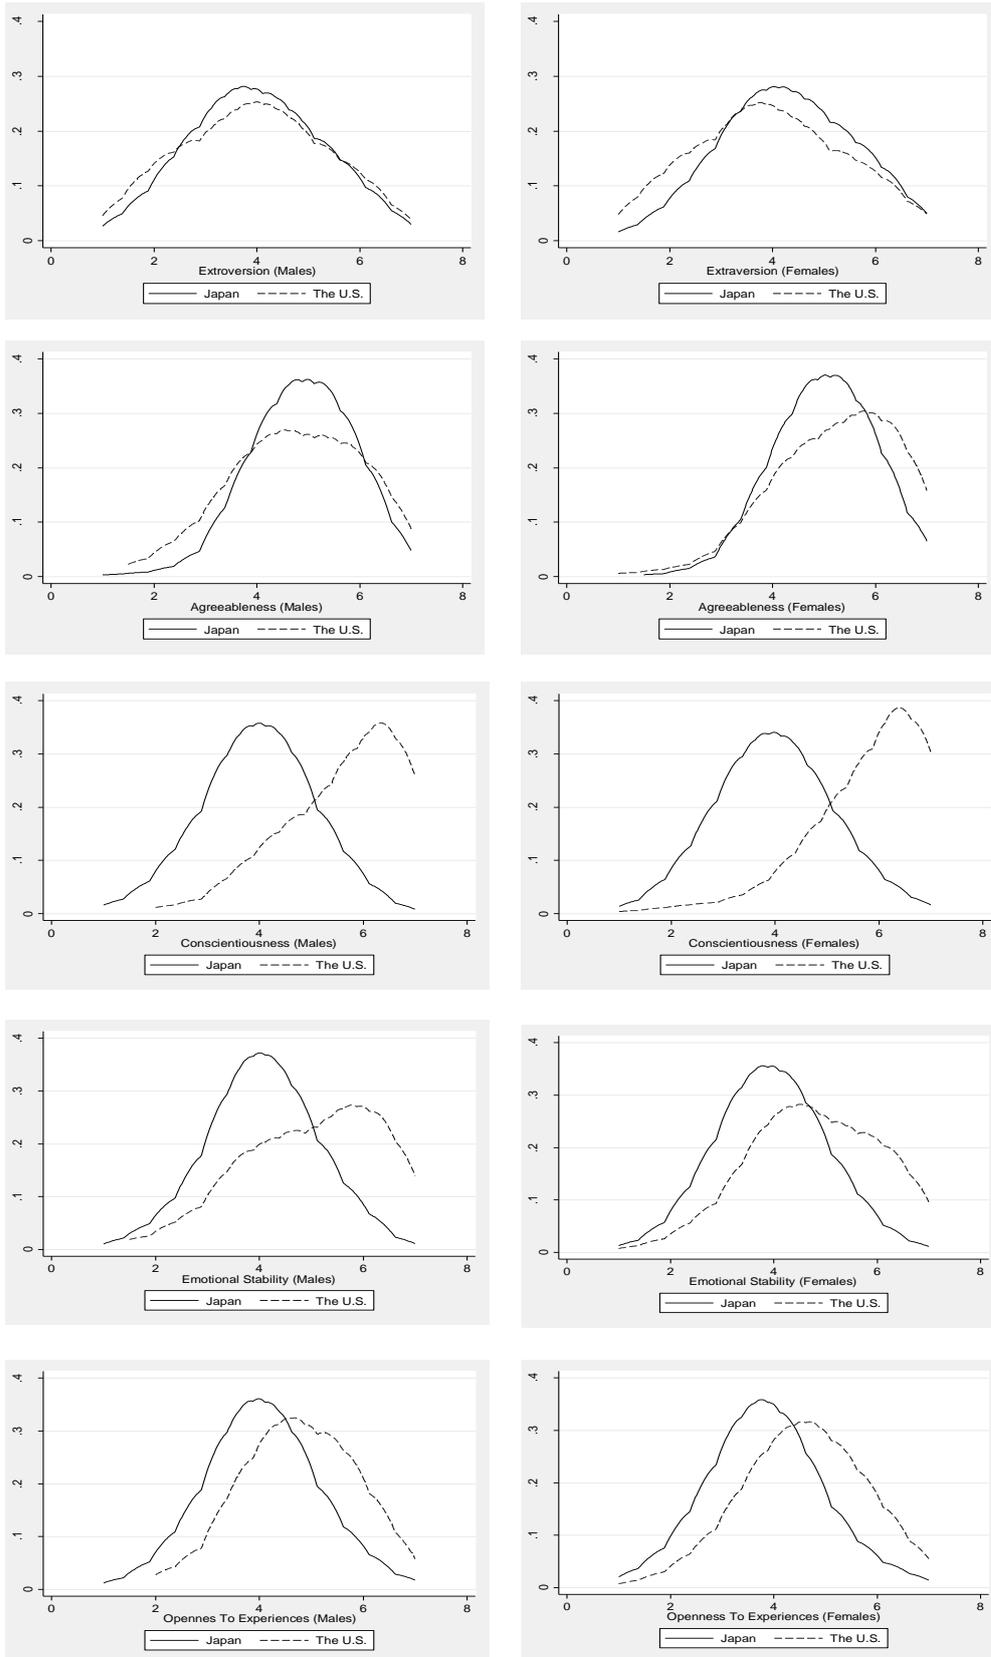 .4
.3
.2
.1
0
0 2 4 6 8
Extroversion (Males)
Japan The U.S.
.4
.3
.2
.1
0
0 2 4 6 8
Extraversion (Females)
Japan The U.S.
.4
.3
.2
.1
0
0 2 4 6 8
Agreeableness (Males)
Japan The U.S.
.4
.3
.2
.1
0
0 2 4 6 8
Agreeableness (Females)
Japan The U.S.
.4
.3
.2
.1
0
0 2 4 6 8
Conscientiousness (Males)
Japan The U.S.
.4
.3
.2
.1
0
0 2 4 6 8
Conscientiousness (Females)
Japan The U.S.
.4
.3
.2
.1
0
0 2 4 6 8
Emotional Stability (Males)
Japan The U.S.
.4
.3
.2
.1
0
0 2 4 6 8
Emotional Stability (Females)
Japan The U.S.
.4
.3
.2
.1
0
0 2 4 6 8
Opennes To Experiences (Males)
Japan The U.S.
.4
.3
.2
.1
0
0 2 4 6 8
Openness To Experiences (Females)
Japan The U.S.